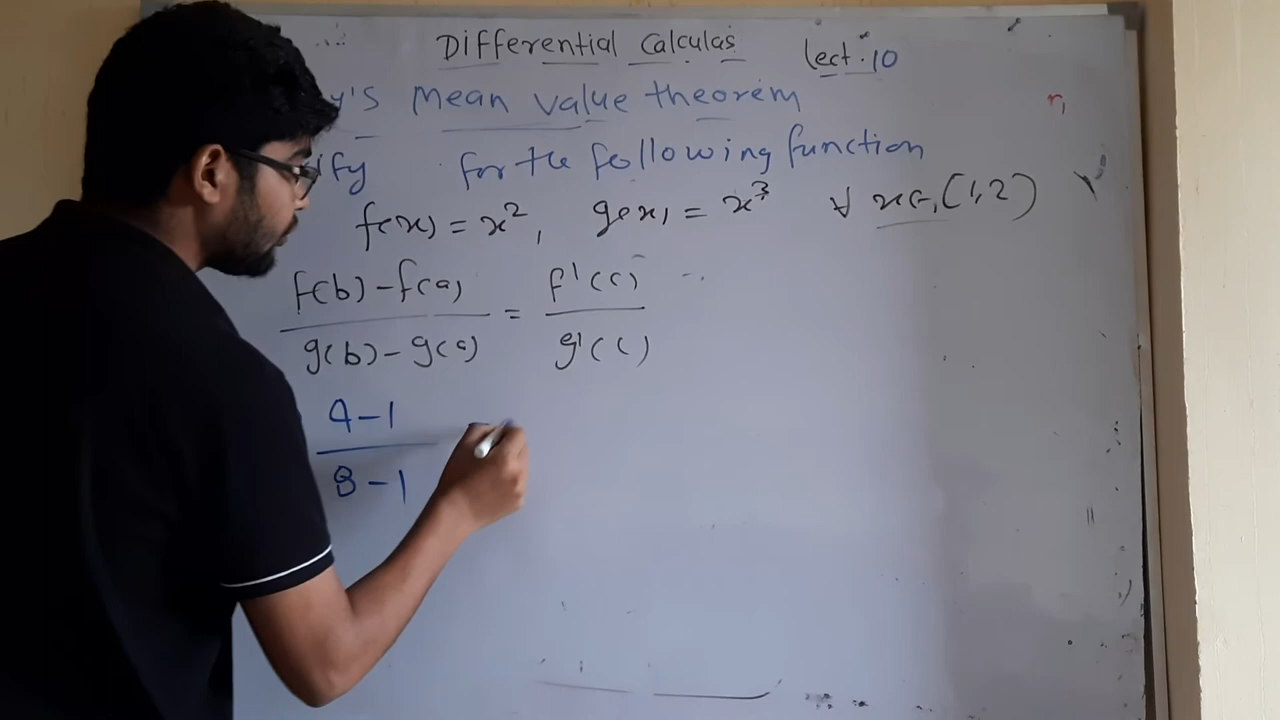 Differential Calculas Lect. 10
y's mean value theorem
ify for the following function
f(x) = x², g(x) = x³ ∀ x∈(1,2)
f(b)-f(a) / g(b)-g(a) = f'(c) / g'(c)
4-1 / 8-1